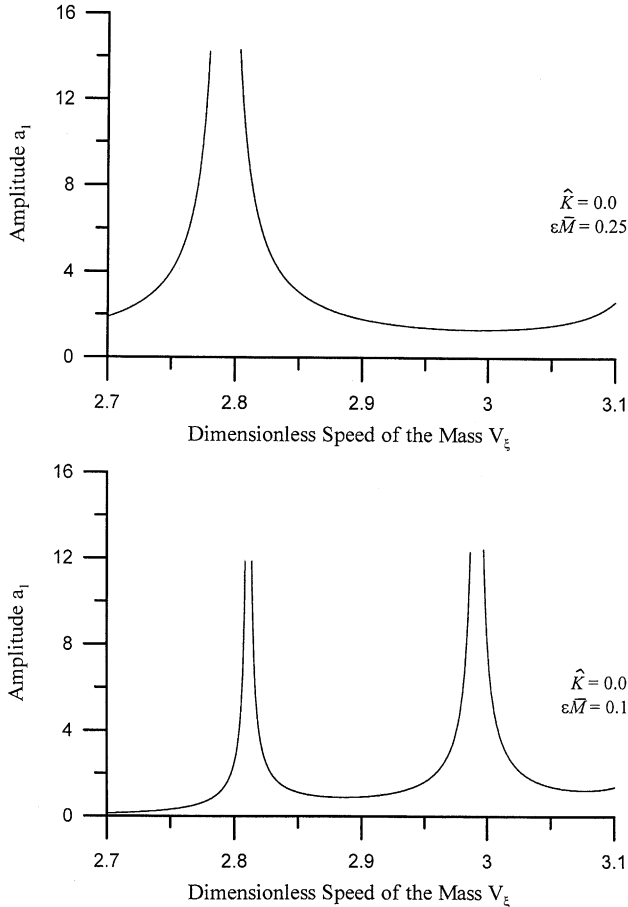 16
12
8
4
0
Amplitude a₁
K̂ = 0.0
εM̄ = 0.25
2.7 2.8 2.9 3 3.1
Dimensionless Speed of the Mass V_ξ
16
12
8
4
0
Amplitude a₁
K̂ = 0.0
εM̄ = 0.1
2.7 2.8 2.9 3 3.1
Dimensionless Speed of the Mass V_ξ